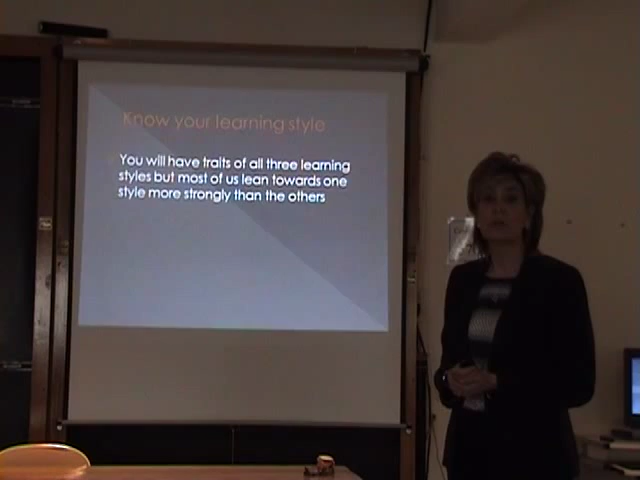 Know your learning style
You will have traits of all three learning
styles but most of us lean towards one
style more strongly than the others